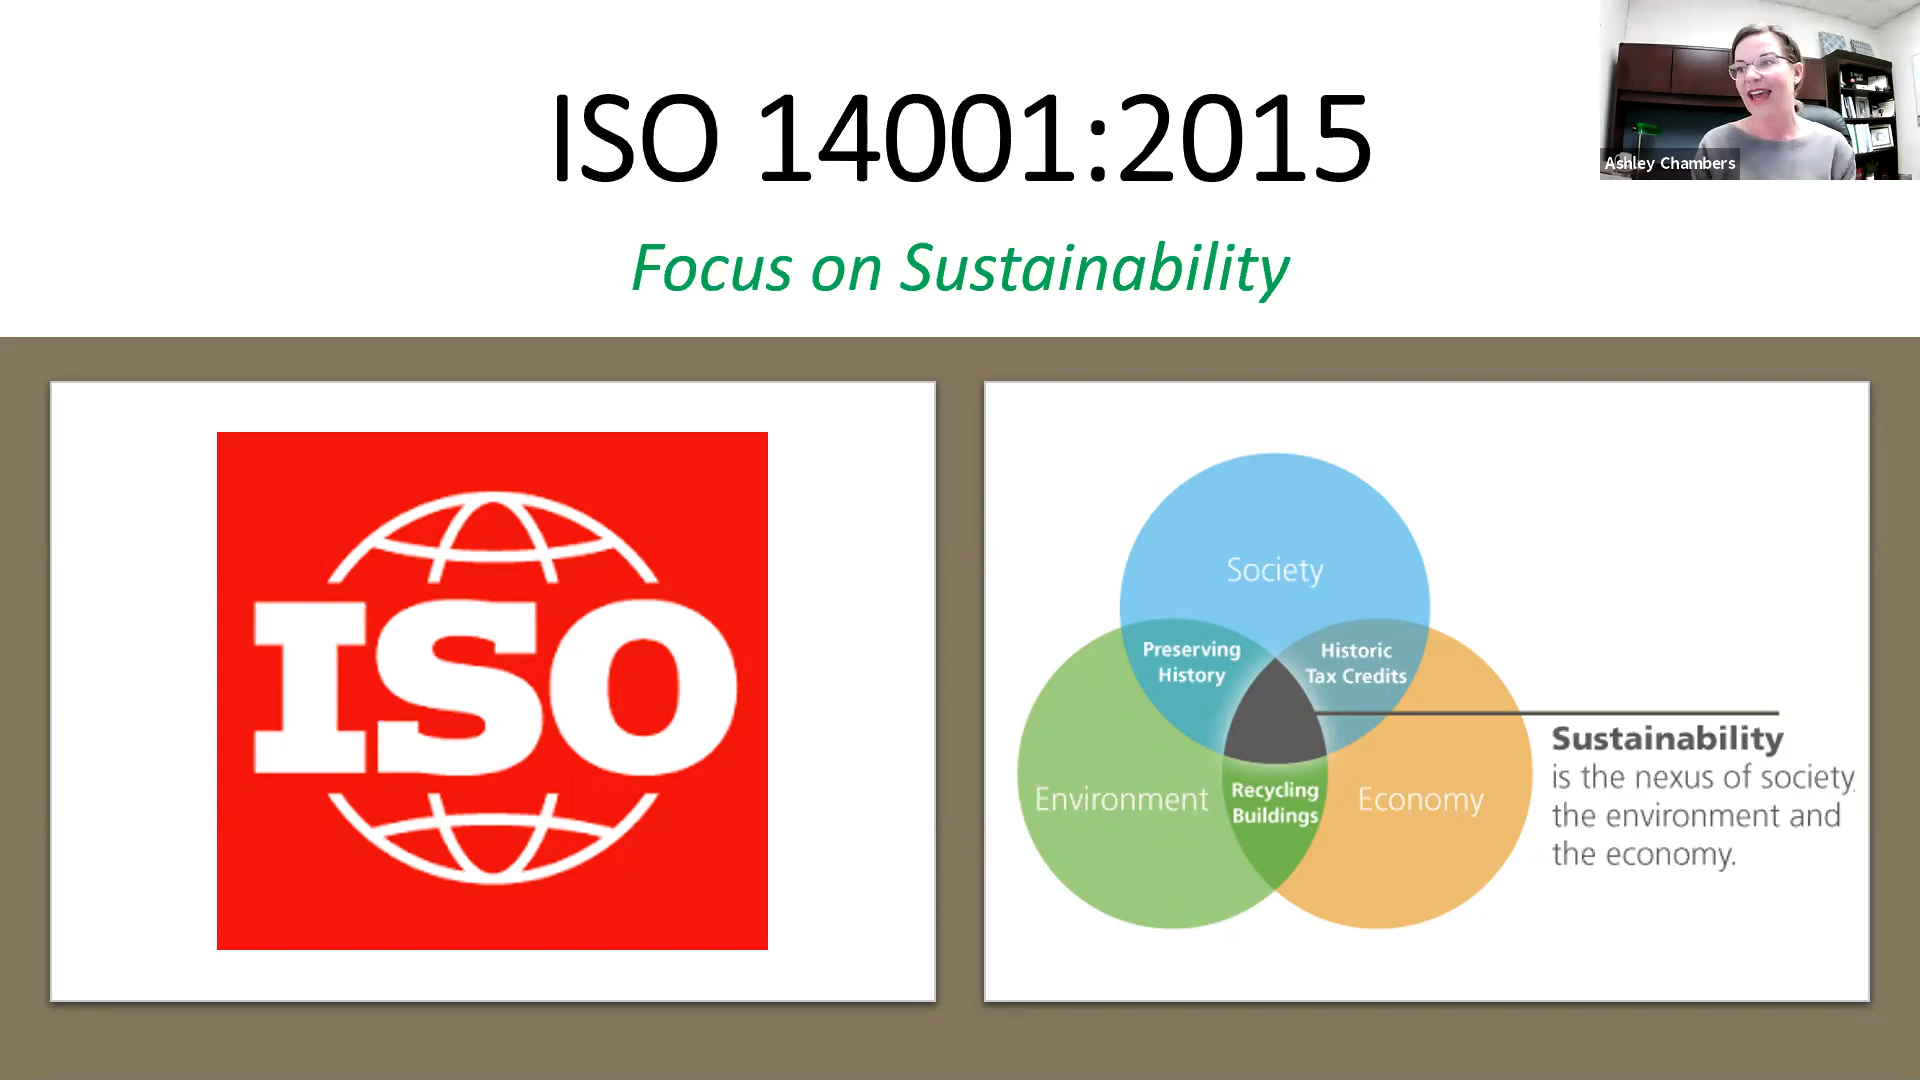 ISO 14001:2015
Focus on Sustainability
Ashley Chambers
ISO
Society
Preserving
History
Historic
Tax Credits
Environment
Recycling
Buildings
Economy
Sustainability
is the nexus of society,
the environment and
the economy.